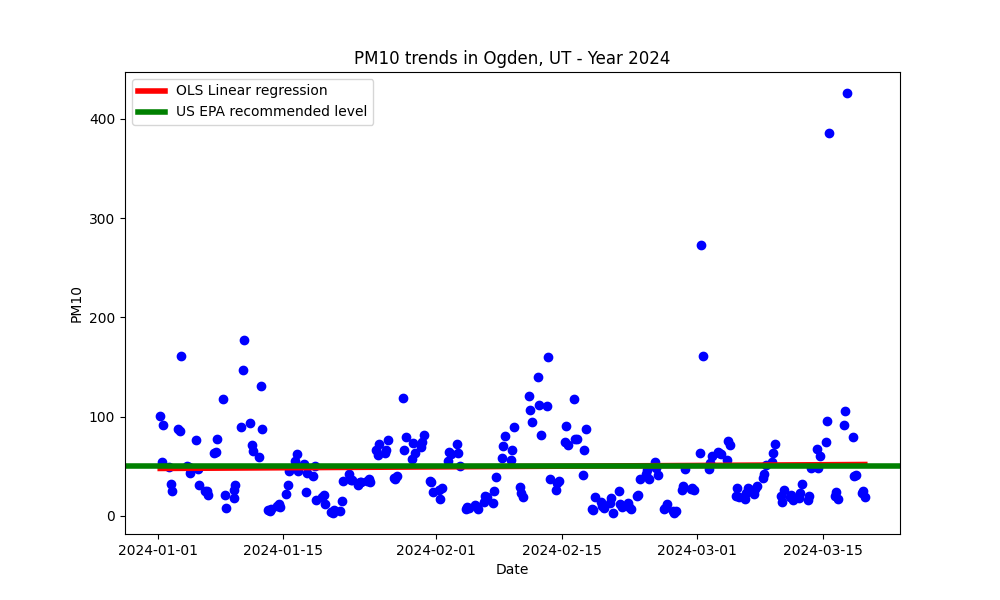 PM10 trends in Ogden, UT - Year 2024
OLS Linear regression
US EPA recommended level
400
300
200
100
0
PM10
2024-01-01
2024-01-15
2024-02-01
2024-02-15
2024-03-01
2024-03-15
Date